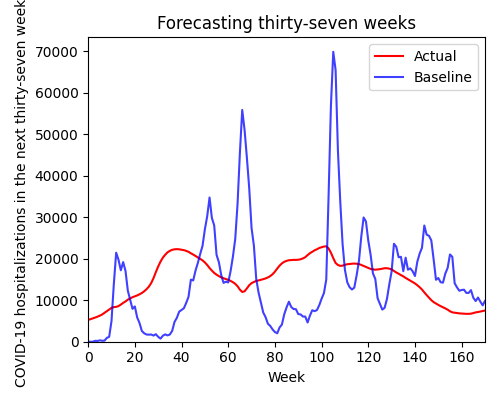 Forecasting thirty-seven weeks
COVID-19 hospitalizations in the next thirty-seven week
70000
60000
50000
40000
30000
20000
10000
0
Actual
Baseline
0 20 40 60 80 100 120 140 160
Week